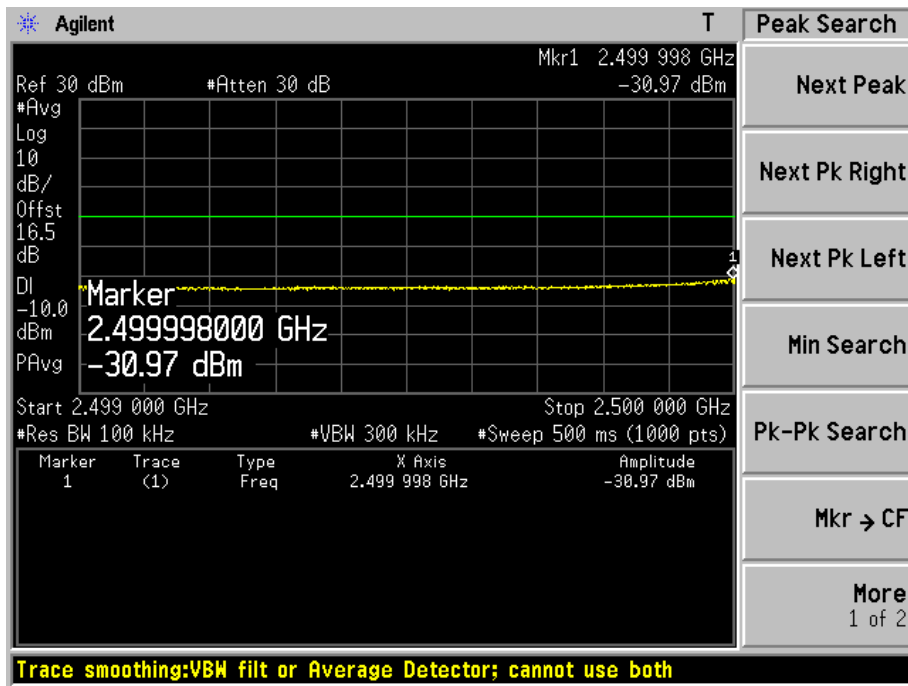 Agilent T Peak Search
Mkr1 2.499 998 GHz
Ref 30 dBm #Atten 30 dB -30.97 dBm
#Avg
Log
10
dB/
Offst
16.5
dB
DI
-10.0
dBm
PAvg
1
Marker
2.499998000 GHz
-30.97 dBm
Start 2.499 000 GHz Stop 2.500 000 GHz
#Res BW 100 kHz #VBW 300 kHz #Sweep 500 ms (1000 pts)
Marker Trace Type X Axis Amplitude
1 (1) Freq 2.499 998 GHz -30.97 dBm
Next Peak
Next Pk Right
Next Pk Left
Min Search
Pk-Pk Search
Mkr → CF
More
1 of 2
Trace smoothing:VBW filt or Average Detector; cannot use both